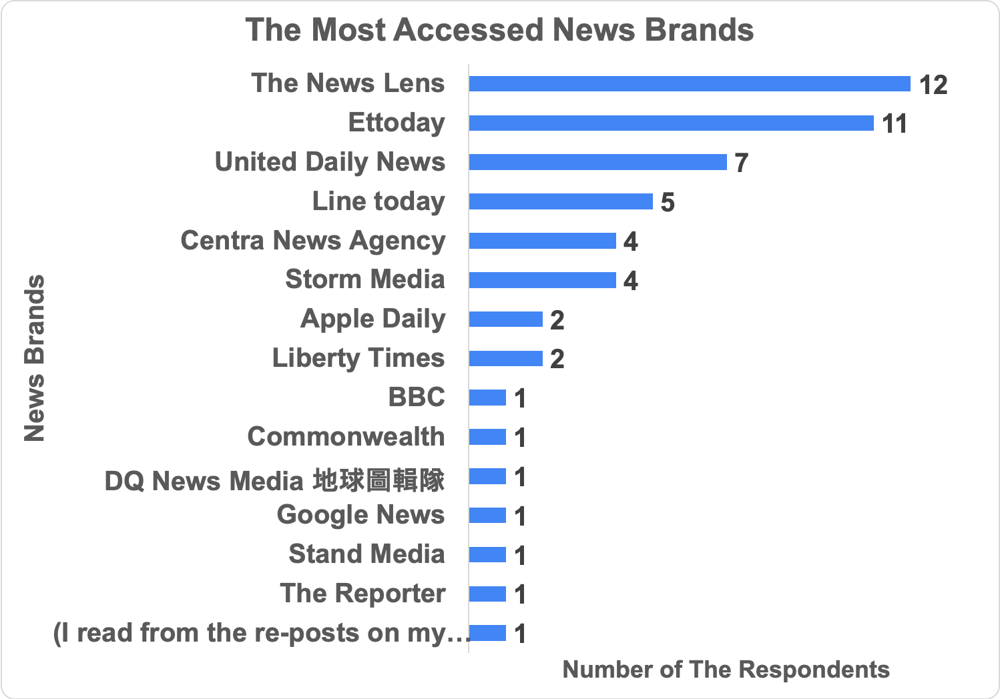 The Most Accessed News Brands
The News Lens 12
Ettoday 11
United Daily News 7
Line today 5
Centra News Agency 4
Storm Media 4
Apple Daily 2
Liberty Times 2
BBC 1
Commonwealth 1
DQ News Media 地球圖輯隊 1
Google News 1
Stand Media 1
The Reporter 1
(I read from the re-posts on my… 1
News Brands
Number of The Respondents